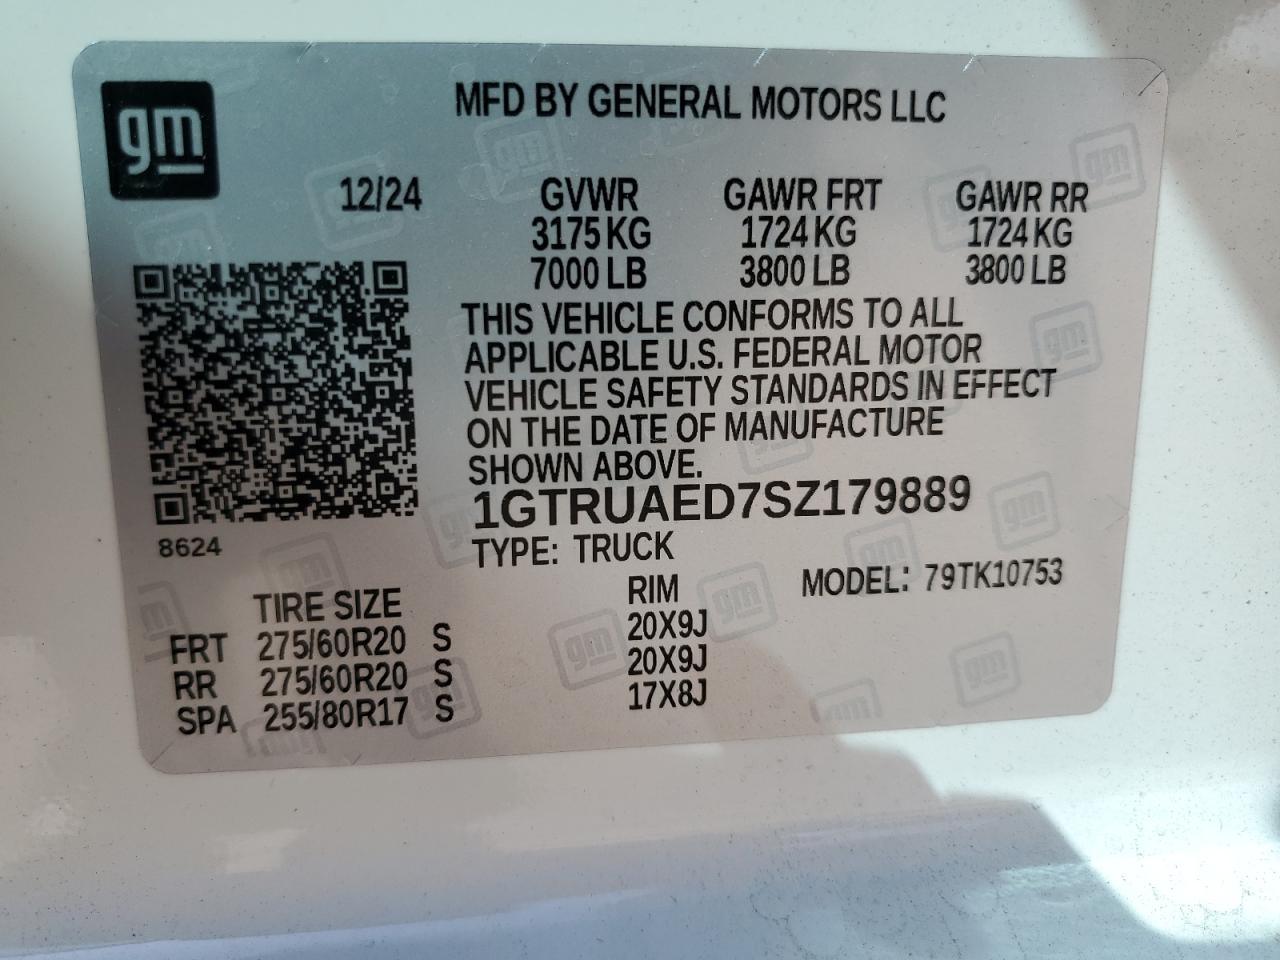 gm
MFD BY GENERAL MOTORS LLC
12/24 GVWR GAWR FRT GAWR RR
3175 KG 1724 KG 1724 KG
7000 LB 3800 LB 3800 LB
THIS VEHICLE CONFORMS TO ALL
APPLICABLE U.S. FEDERAL MOTOR
VEHICLE SAFETY STANDARDS IN EFFECT
ON THE DATE OF MANUFACTURE
SHOWN ABOVE.
1GTRUAED7SZ179889
8624
TYPE: TRUCK
MODEL: 79TK10753
TIRE SIZE RIM
FRT 275/60R20 S 20X9J
RR 275/60R20 S 20X9J
SPA 255/80R17 S 17X8J